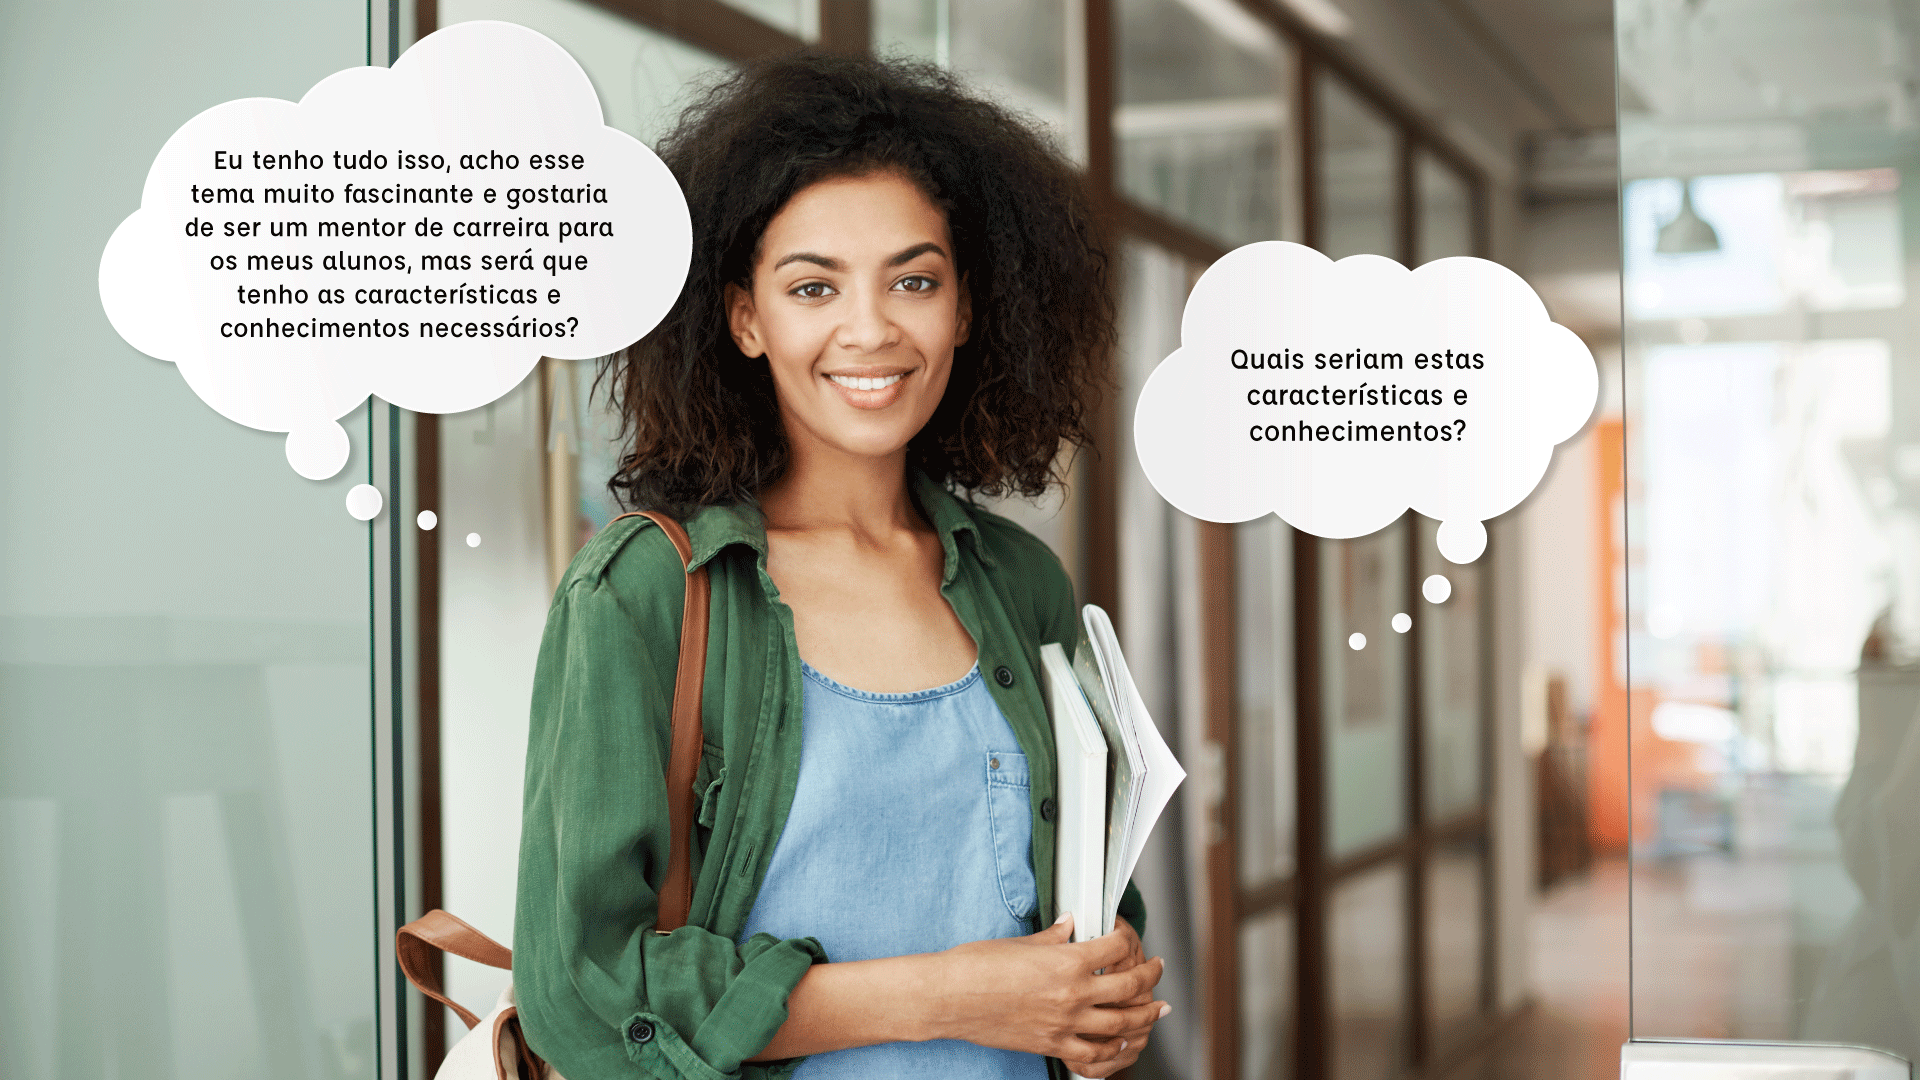 Eu tenho tudo isso, acho esse
tema muito fascinante e gostaria
de ser um mentor de carreira para
os meus alunos, mas será que
tenho as características e
conhecimentos necessários?
Quais seriam estas
características e
conhecimentos?